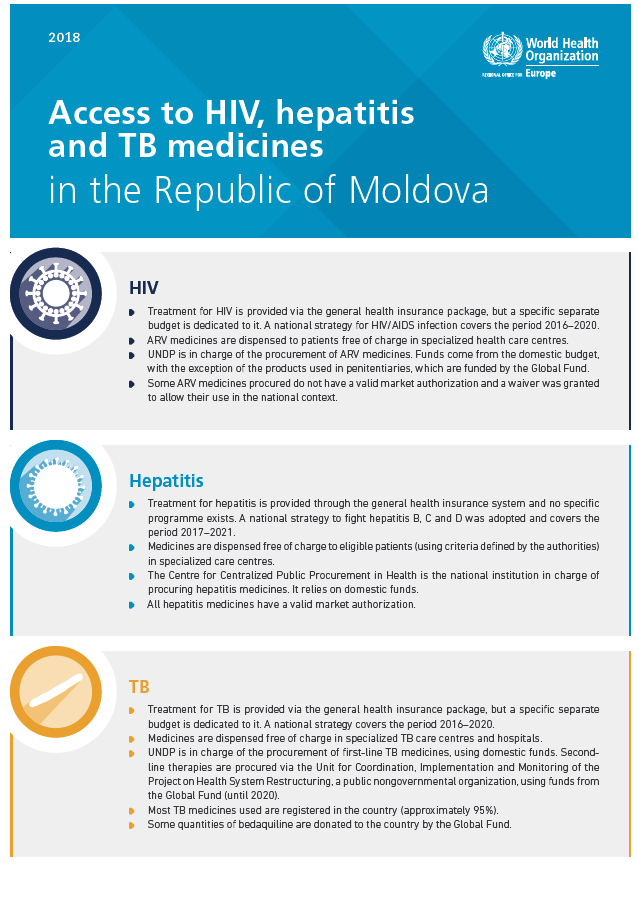 2018
World Health
Organization
REGIONAL OFFICE FOR Europe
Access to HIV, hepatitis
and TB medicines
in the Republic of Moldova
HIV
Treatment for HIV is provided via the general health insurance package, but a specific separate
budget is dedicated to it. A national strategy for HIV/AIDS infection covers the period 2016–2020.
ARV medicines are dispensed to patients free of charge in specialized health care centres.
UNDP is in charge of the procurement of ARV medicines. Funds come from the domestic budget,
with the exception of the products used in penitentiaries, which are funded by the Global Fund.
Some ARV medicines procured do not have a valid market authorization and a waiver was granted
to allow their use in the national context.
Hepatitis
Treatment for hepatitis is provided through the general health insurance system and no specific
programme exists. A national strategy to fight hepatitis B, C and D was adopted and covers the
period 2017–2021.
Medicines are dispensed free of charge to eligible patients (using criteria defined by the authorities)
in specialized care centres.
The Centre for Centralized Public Procurement in Health is the national institution in charge of
procuring hepatitis medicines. It relies on domestic funds.
All hepatitis medicines have a valid market authorization.
TB
Treatment for TB is provided via the general health insurance package, but a specific separate
budget is dedicated to it. A national strategy covers the period 2016–2020.
Medicines are dispensed free of charge in specialized TB care centres and hospitals.
UNDP is in charge of the procurement of first-line TB medicines, using domestic funds. Second-
line therapies are procured via the Unit for Coordination, Implementation and Monitoring of the
Project on Health System Restructuring, a public nongovernmental organization, using funds from
the Global Fund (until 2020).
Most TB medicines used are registered in the country (approximately 95%).
Some quantities of bedaquiline are donated to the country by the Global Fund.